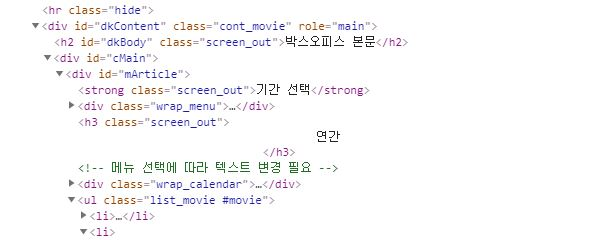 <hr class="hide">
▼<div id="dkContent" class="cont_movie" role="main">
<h2 id="dkBody" class="screen_out">박스오피스 본문</h2>
▼<div id="cMain">
▼<div id="mArticle">
<strong class="screen_out">기간 선택</strong>
▶<div class="wrap_menu">…</div>
<h3 class="screen_out">
연간
</h3>
<!-- 메뉴 선택에 따라 텍스트 변경 필요 -->
▶<div class="wrap_calendar">…</div>
▼<ul class="list_movie #movie">
▶<li>…</li>
▼<li>